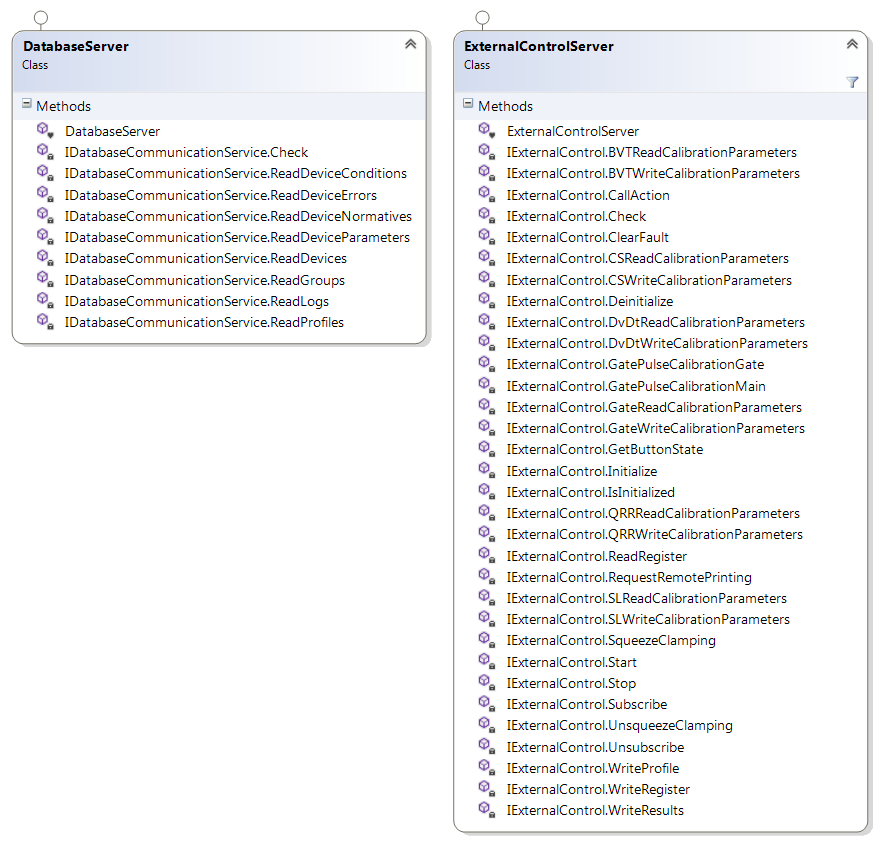 DatabaseServer
Class
Methods
DatabaseServer
IDatabaseCommunicationService.Check
IDatabaseCommunicationService.ReadDeviceConditions
IDatabaseCommunicationService.ReadDeviceErrors
IDatabaseCommunicationService.ReadDeviceNormatives
IDatabaseCommunicationService.ReadDeviceParameters
IDatabaseCommunicationService.ReadDevices
IDatabaseCommunicationService.ReadGroups
IDatabaseCommunicationService.ReadLogs
IDatabaseCommunicationService.ReadProfiles
ExternalControlServer
Class
Methods
ExternalControlServer
IExternalControl.BVTReadCalibrationParameters
IExternalControl.BVTWriteCalibrationParameters
IExternalControl.CallAction
IExternalControl.Check
IExternalControl.ClearFault
IExternalControl.CSReadCalibrationParameters
IExternalControl.CSWriteCalibrationParameters
IExternalControl.Deinitialize
IExternalControl.DvDtReadCalibrationParameters
IExternalControl.DvDtWriteCalibrationParameters
IExternalControl.GatePulseCalibrationGate
IExternalControl.GatePulseCalibrationMain
IExternalControl.GateReadCalibrationParameters
IExternalControl.GateWriteCalibrationParameters
IExternalControl.GetButtonState
IExternalControl.Initialize
IExternalControl.IsInitialized
IExternalControl.QRRReadCalibrationParameters
IExternalControl.QRRWriteCalibrationParameters
IExternalControl.ReadRegister
IExternalControl.RequestRemotePrinting
IExternalControl.SLReadCalibrationParameters
IExternalControl.SLWriteCalibrationParameters
IExternalControl.SqueezeClamping
IExternalControl.Start
IExternalControl.Stop
IExternalControl.Subscribe
IExternalControl.UnsqueezeClamping
IExternalControl.Unsubscribe
IExternalControl.WriteProfile
IExternalControl.WriteRegister
IExternalControl.WriteResults